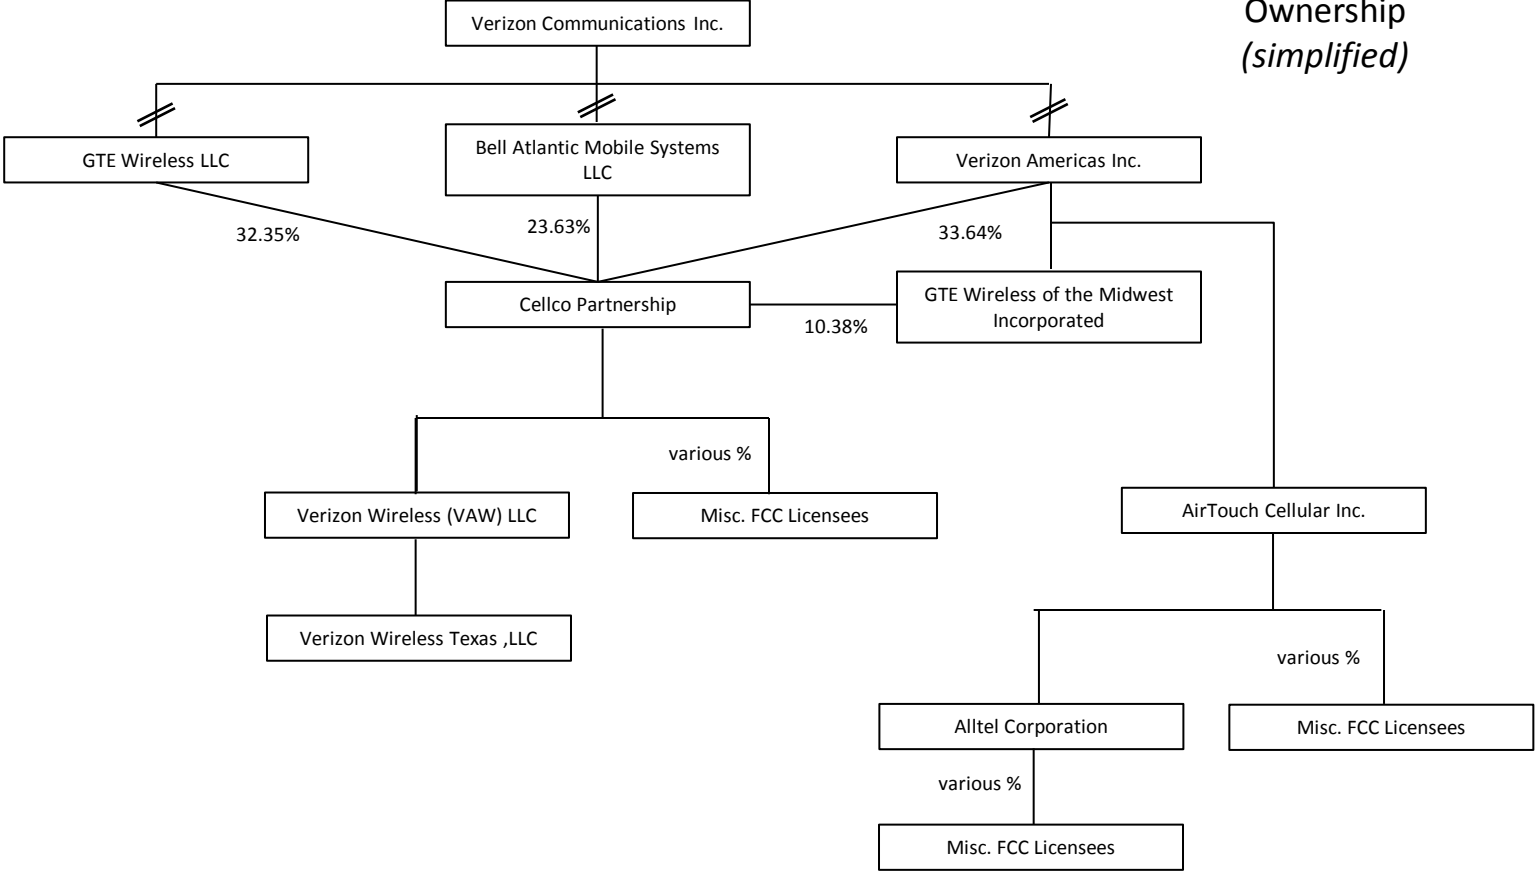 Ownership
(simplified)
Verizon Communications Inc.
GTE Wireless LLC
Bell Atlantic Mobile Systems
LLC
Verizon Americas Inc.
32.35%
23.63%
33.64%
Cellco Partnership
10.38%
GTE Wireless of the Midwest
Incorporated
various %
Verizon Wireless (VAW) LLC
Misc. FCC Licensees
AirTouch Cellular Inc.
Verizon Wireless Texas ,LLC
various %
Alltel Corporation
Misc. FCC Licensees
various %
Misc. FCC Licensees